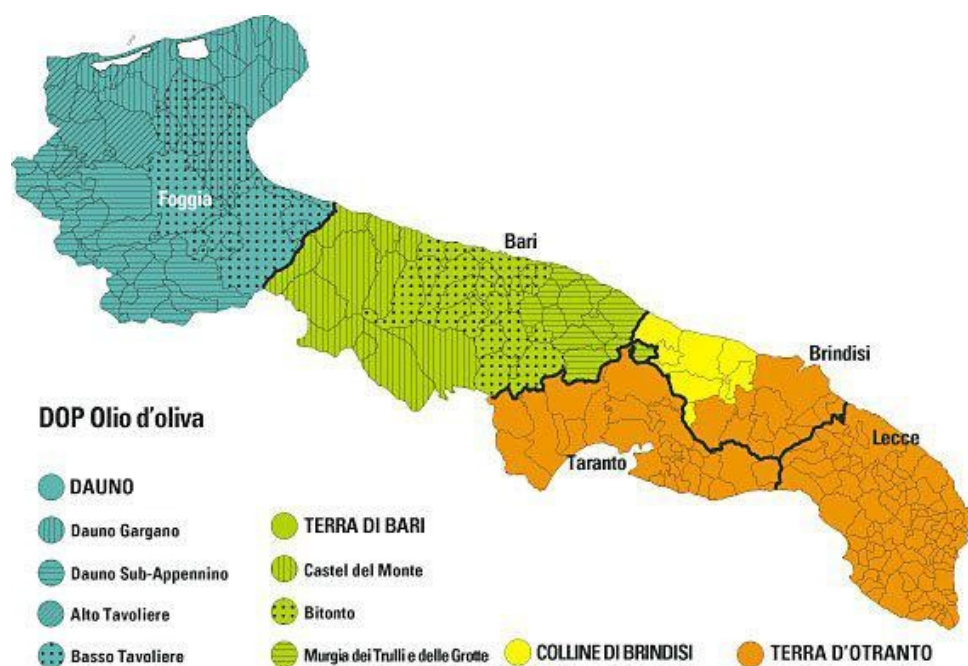 Foggia
Bari
Brindisi
Lecce
Taranto
DOP Olio d'oliva
DAUNO
Dauno Gargano
Dauno Sub-Appennino
Alto Tavoliere
Basso Tavoliere
TERRA DI BARI
Castel del Monte
Bitonto
Murgia dei Trulli e delle Grotte
COLLINE DI BRINDISI
TERRA D'OTRANTO